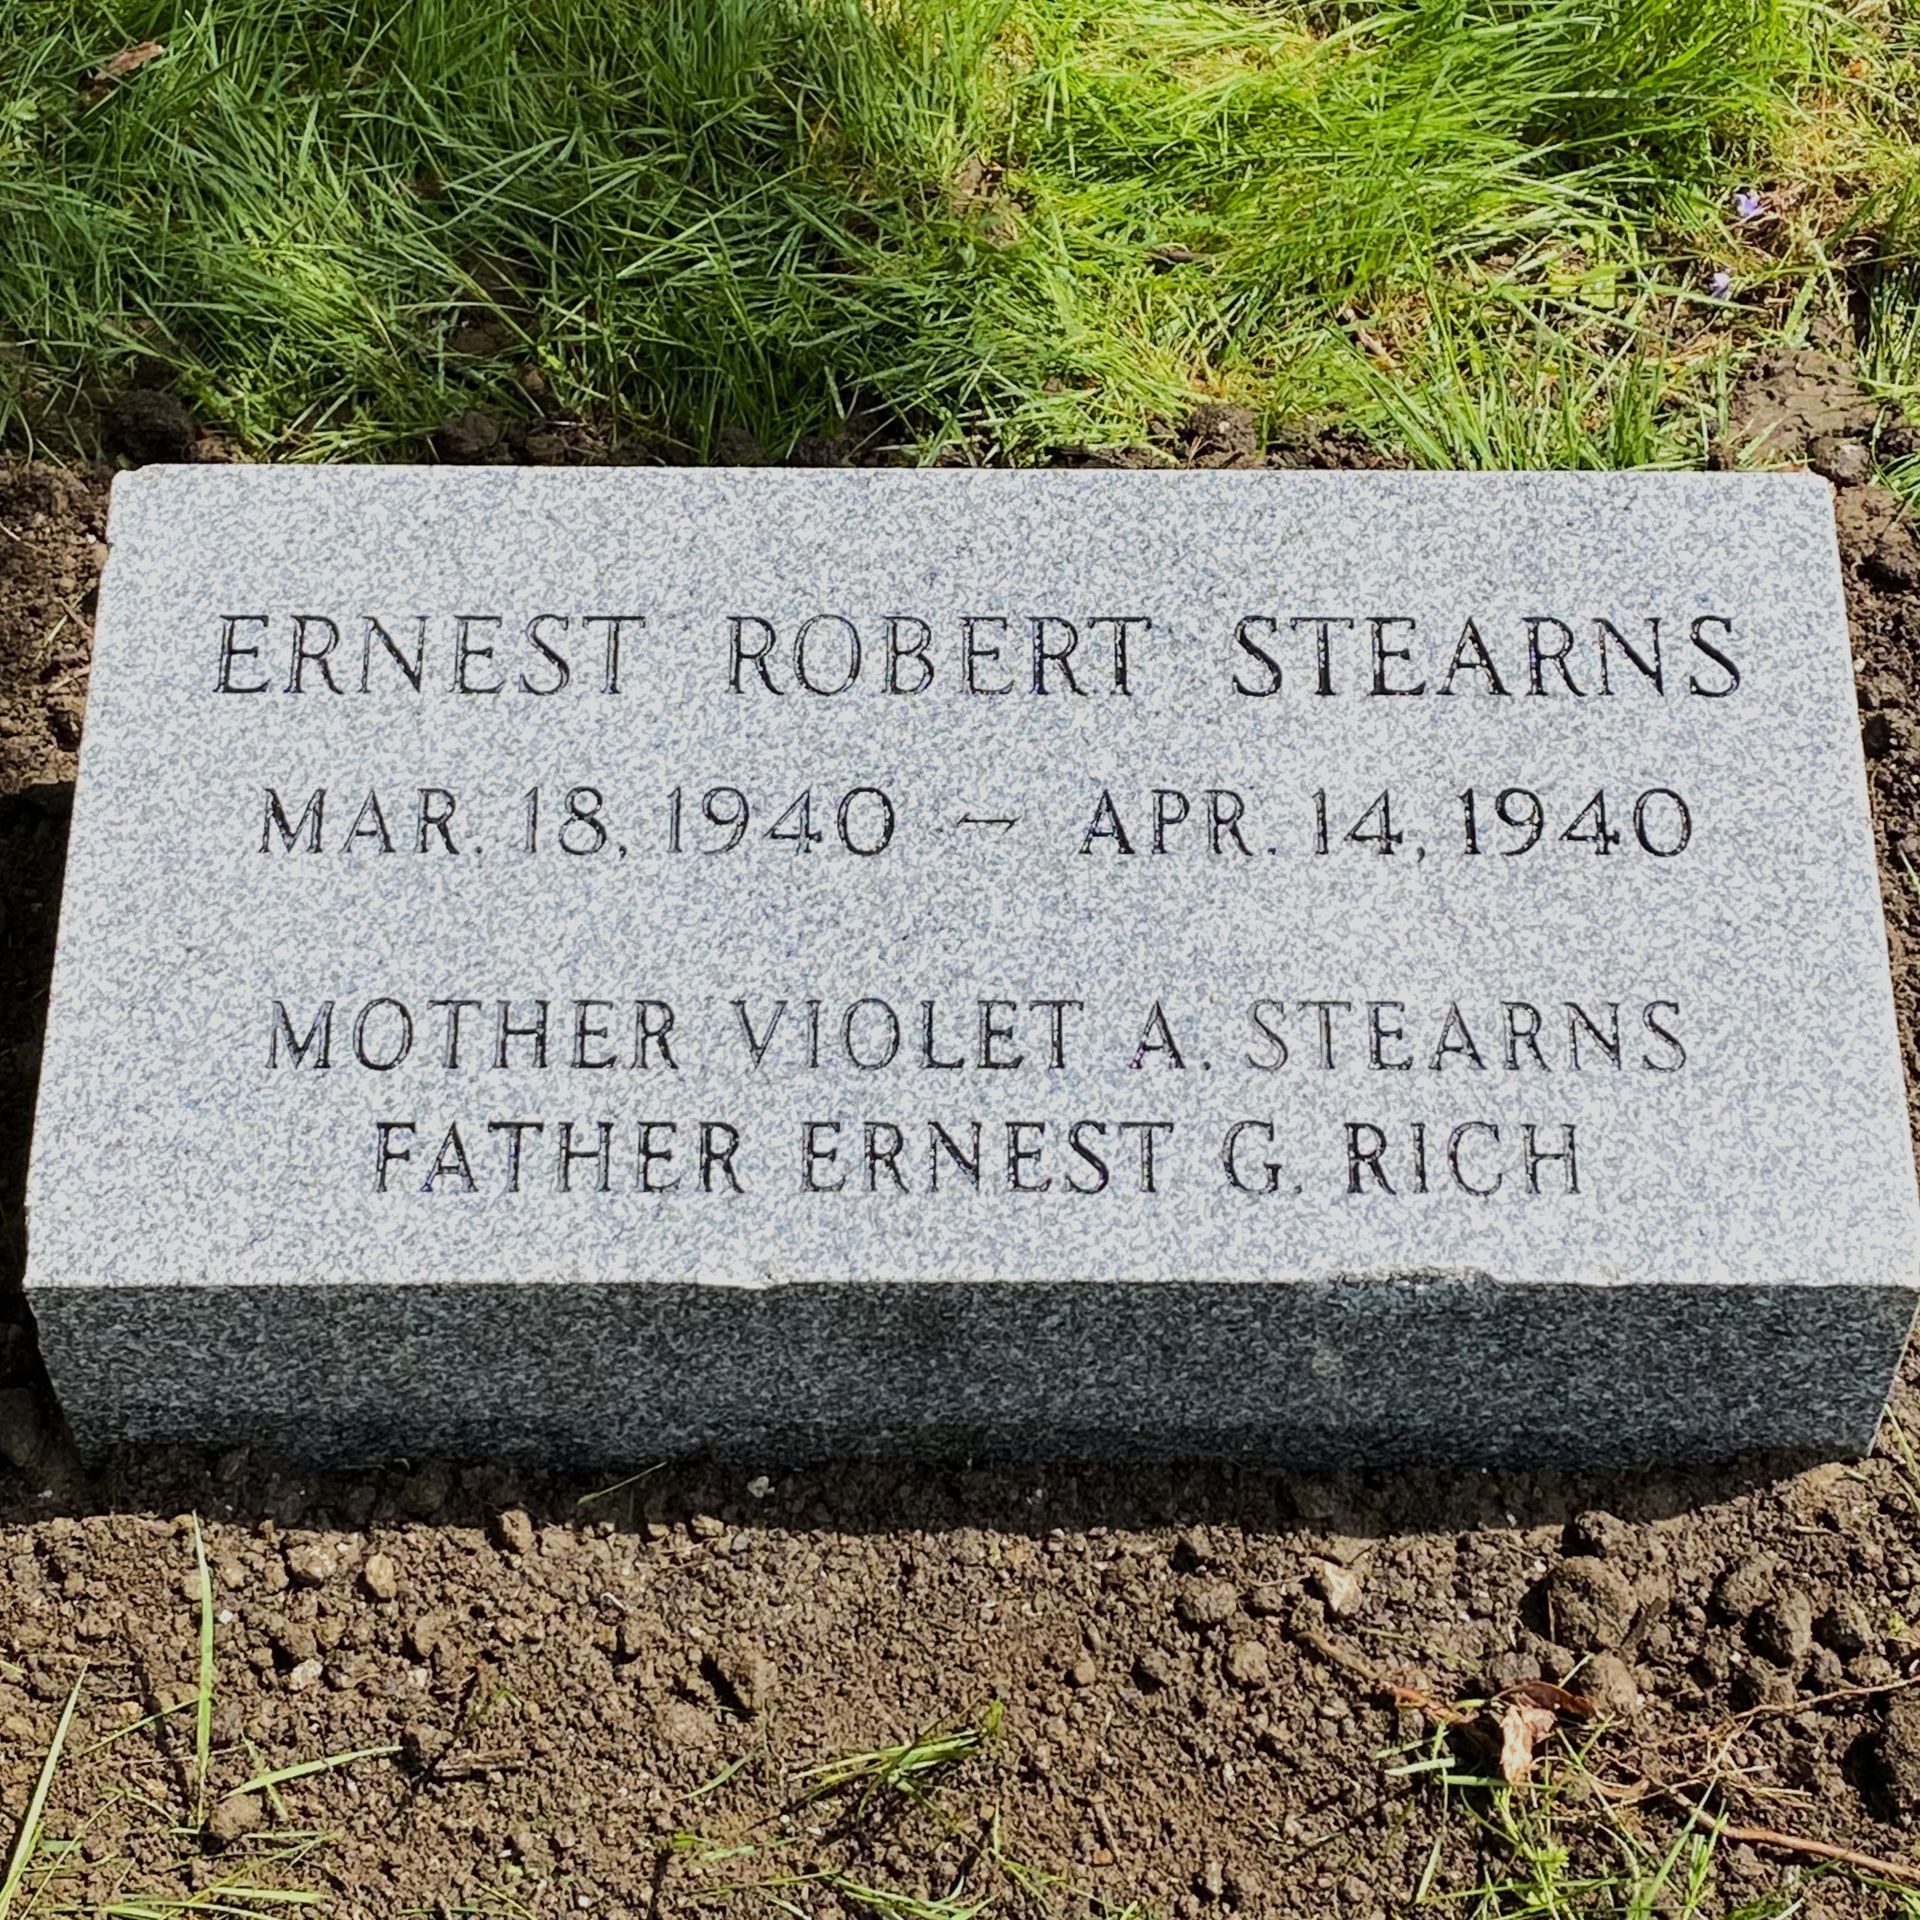 ERNEST ROBERT STEARNS
MAR. 18, 1940 – APR. 14, 1940
MOTHER VIOLET A. STEARNS
FATHER ERNEST G. RICH